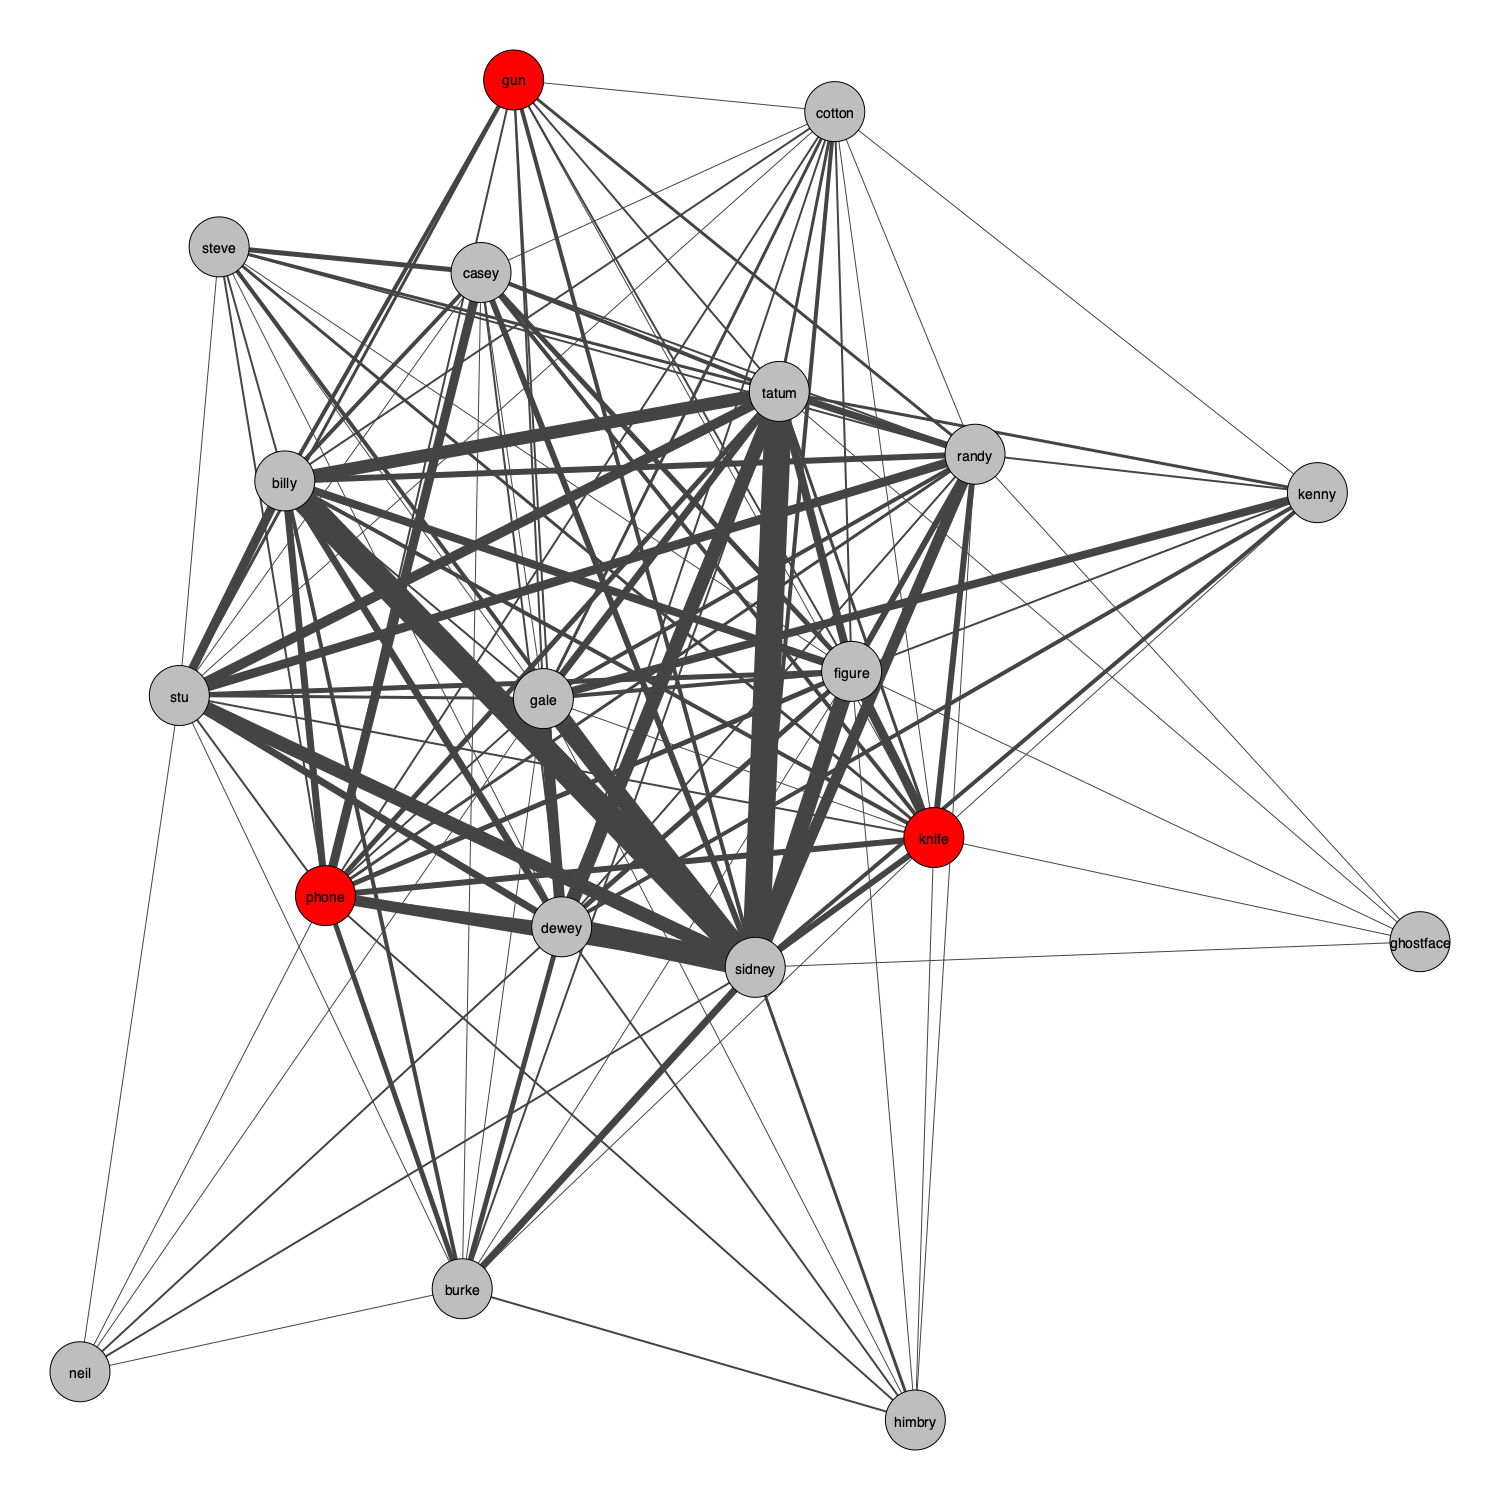 gun
cotton
steve
casey
tatum
randy
billy
kenny
figure
stu
gale
knife
phone
dewey
ghostface
sidney
burke
neil
himbry